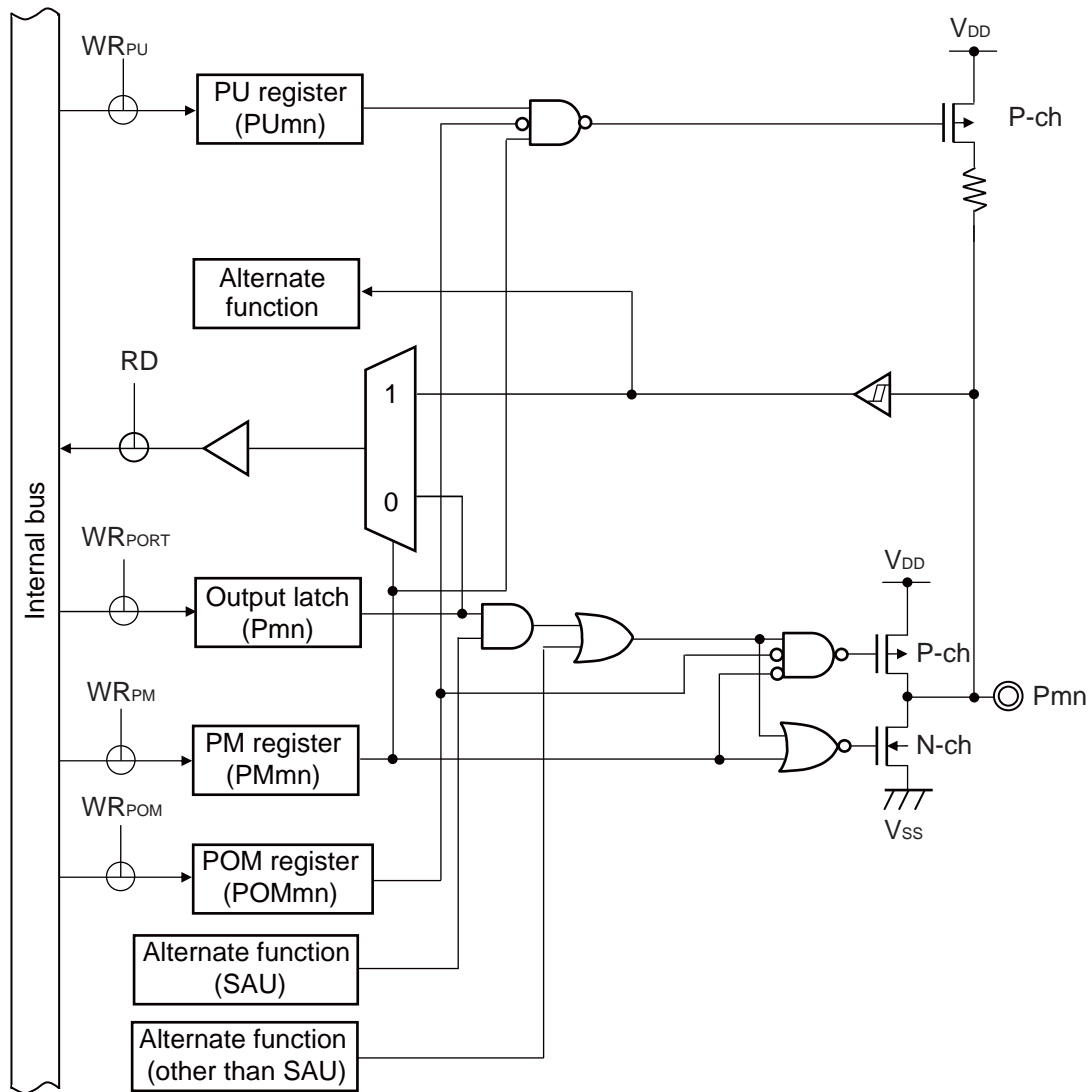 WRPU
PU register
(PUmn)
VDD
P-ch
Alternate
function
RD
1
0
Internal bus
WRPORT
Output latch
(Pmn)
VDD
P-ch
Pmn
WRPM
PM register
(PMmn)
N-ch
VSS
WRPOM
POM register
(POMmn)
Alternate function
(SAU)
Alternate function
(other than SAU)